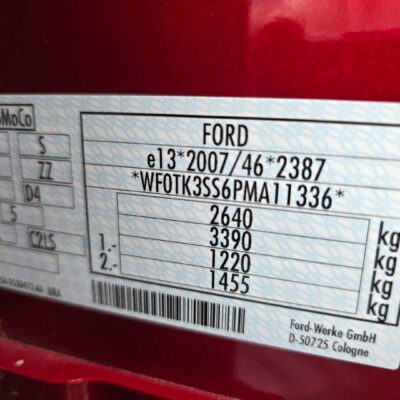 MoCo
S
ZZ
D4
5
C2LS
FORD
e13*2007/46*2387
*WF0TK3SS6PMA11336*
2640 kg
3390 kg
1.- 1220 kg
2.- 1455 kg
Ford-Werke GmbH
D-50725 Cologne